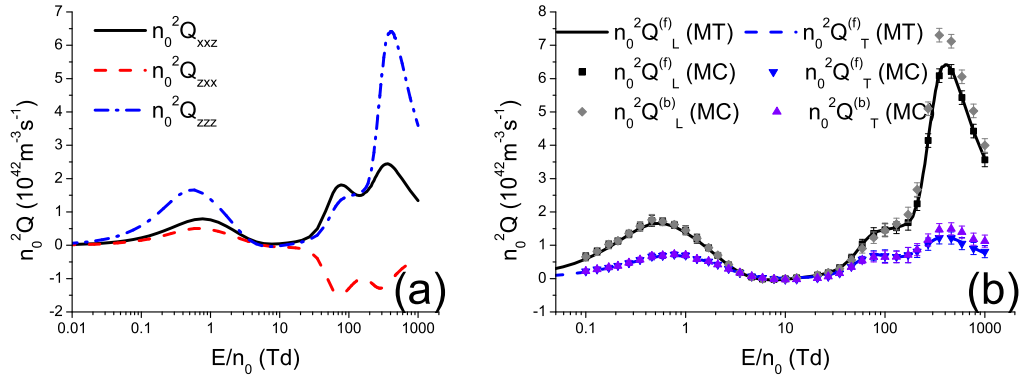 7
6
5
4
3
2
1
0
-1
-2
n₀²Q (10⁴²m⁻³s⁻¹)
n₀²Qxxz
n₀²Qzxx
n₀²Qzzz
(a)
0.01 0.1 1 10 100 1000
E/n₀ (Td)
8
7
6
5
4
3
2
1
0
-1
n₀²Q (10⁴²m⁻³s⁻¹)
n₀²Q⁽ᶠ⁾L (MT) n₀²Q⁽ᶠ⁾T (MT)
n₀²Q⁽ᶠ⁾L (MC) n₀²Q⁽ᶠ⁾T (MC)
n₀²Q⁽ᵇ⁾L (MC) n₀²Q⁽ᵇ⁾T (MC)
(b)
0.1 1 10 100 1000
E/n₀ (Td)